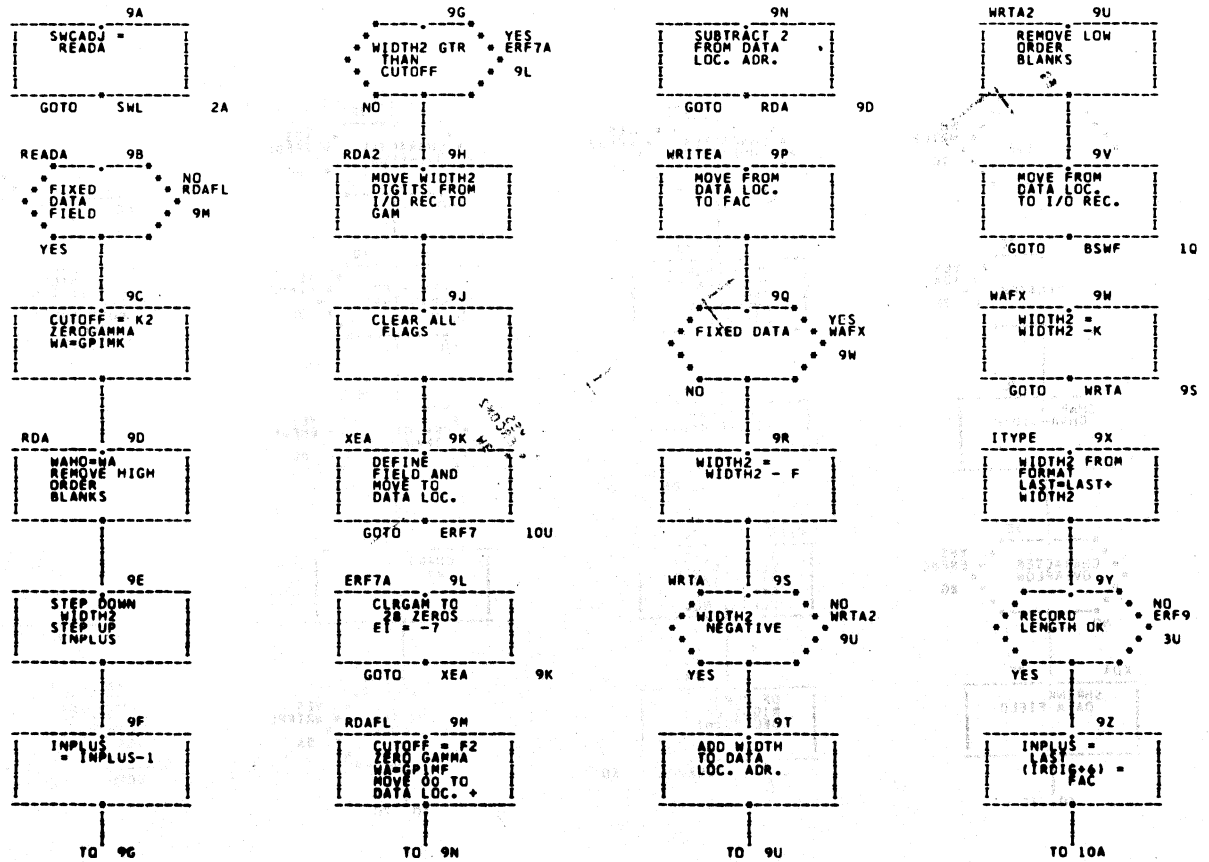 9A
SWCADJ =
READA
GOTO SWL 2A
READA 9B
FIXED
DATA
FIELD
NO
RDAFL
9M
YES
9C
CUTOFF = K2
ZEROGAMMA
WA=GPIMK
RDA 9D
WAHO=WA
REMOVE HIGH
ORDER
BLANKS
9E
STEP DOWN
WIDTH2
STEP UP
INPLUS
9F
INPLUS
= INPLUS-1
TO 9G
9G
WIDTH2 GTR
THAN
CUTOFF
YES
ERF7A
9L
NO
RDA2 9H
MOVE WIDTH2
DIGITS FROM
I/O REC TO
GAM
9J
CLEAR ALL
FLAGS
XEA 9K
DEFINE
FIELD AND
MOVE TO
DATA LOC.
GOTO ERF7 10U
ERF7A 9L
CLRGAM TO
28 ZEROS
EI = -7
GOTO XEA 9K
RDAFL 9M
CUTOFF = F2
ZERO GAMMA
WA=GPIMF
MOVE 00 TO
DATA LOC. +
TO 9N
9N
SUBTRACT 2
FROM DATA
LOC. ADR.
GOTO RDA 9D
WRITEA 9P
MOVE FROM
DATA LOC.
TO FAC
9Q
FIXED DATA
YES
WAFX
9W
NO
9R
WIDTH2 =
WIDTH2 - F
WRTA 9S
WIDTH2
NEGATIVE
NO
WRTA2
9U
YES
9T
ADD WIDTH
TO DATA
LOC. ADR.
TO 9U
WRTA2 9U
REMOVE LOW
ORDER
BLANKS
9V
MOVE FROM
DATA LOC.
TO I/O REC.
GOTO BSWF 1Q
WAFX 9W
WIDTH2 =
WIDTH2 -K
GOTO WRTA 9S
ITYPE 9X
WIDTH2 FROM
FORMAT
LAST=LAST+
WIDTH2
9Y
RECORD
LENGTH OK
NO
ERF9
3U
YES
9Z
INPLUS =
LAST
(IRDIG+6) =
FAC
TO 10A